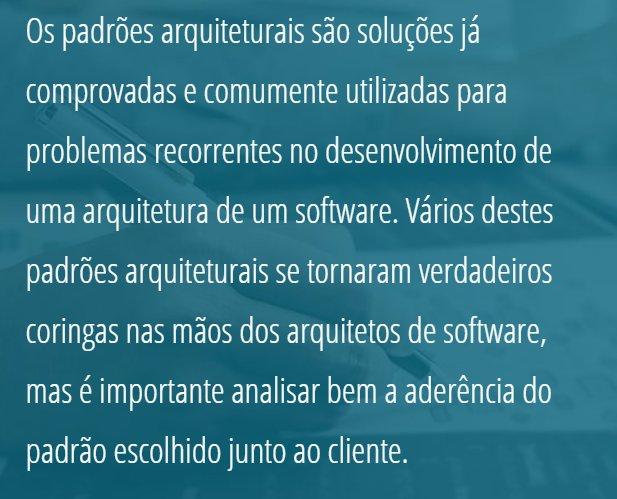 Os padrões arquiteturais são soluções já
comprovadas e comumente utilizadas para
problemas recorrentes no desenvolvimento de
uma arquitetura de um software. Vários destes
padrões arquiteturais se tornaram verdadeiros
coringas nas mãos dos arquitetos de software,
mas é importante analisar bem a aderência do
padrão escolhido junto ao cliente.